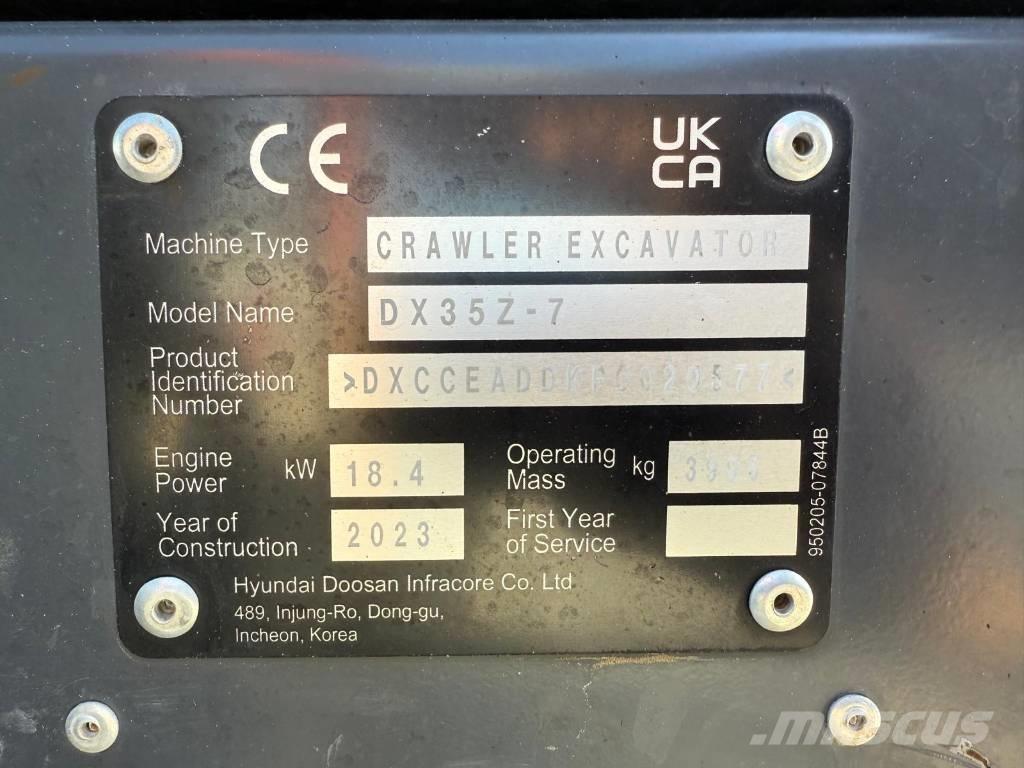 CE
UK
CA
Machine Type CRAWLER EXCAVATOR
Model Name DX35Z-7
Product
Identification
Number
Engine
Power kW 18.4
Operating
Mass kg
Year of
Construction 2023
First Year
of Service
950205-07844B
Hyundai Doosan Infracore Co. Ltd
489, Injung-Ro, Dong-gu,
Incheon, Korea
mascus